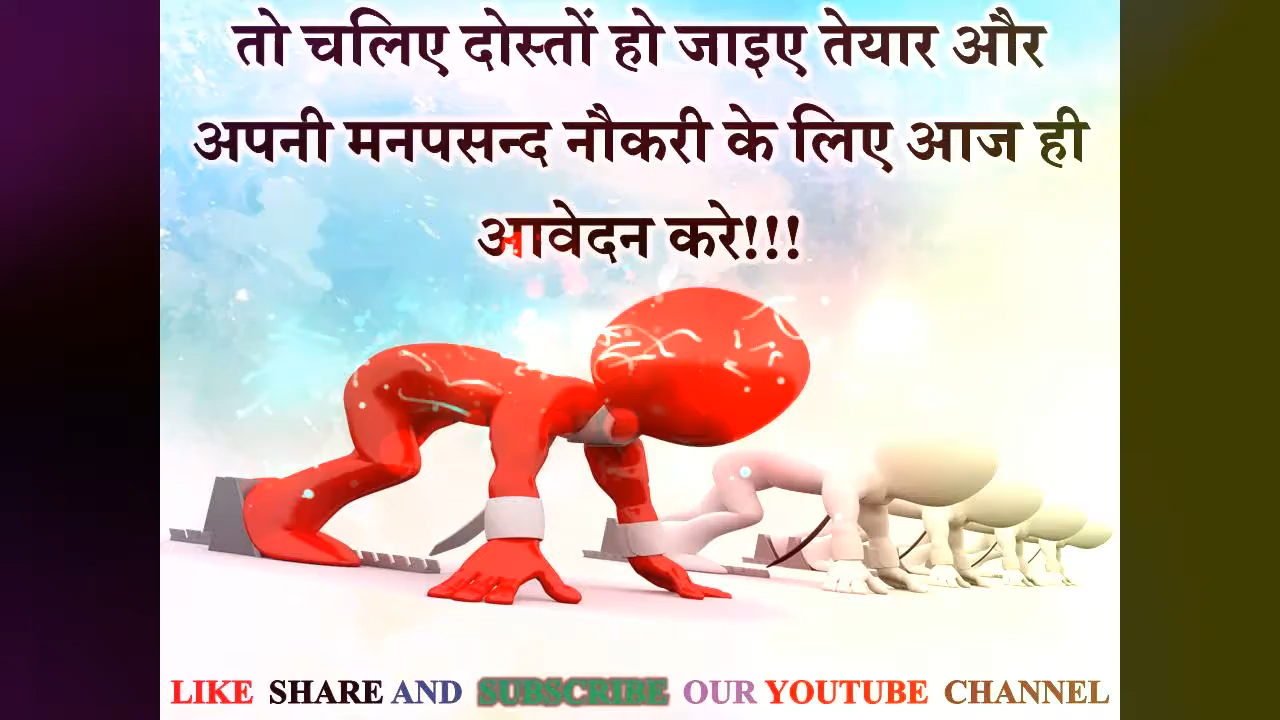 तो चलिए दोस्तों हो जाइए तेयार और
अपनी मनपसन्द नौकरी के लिए आज ही
आवेदन करे!!!
LIKE SHARE AND SUBSCRIBE OUR YOUTUBE CHANNEL